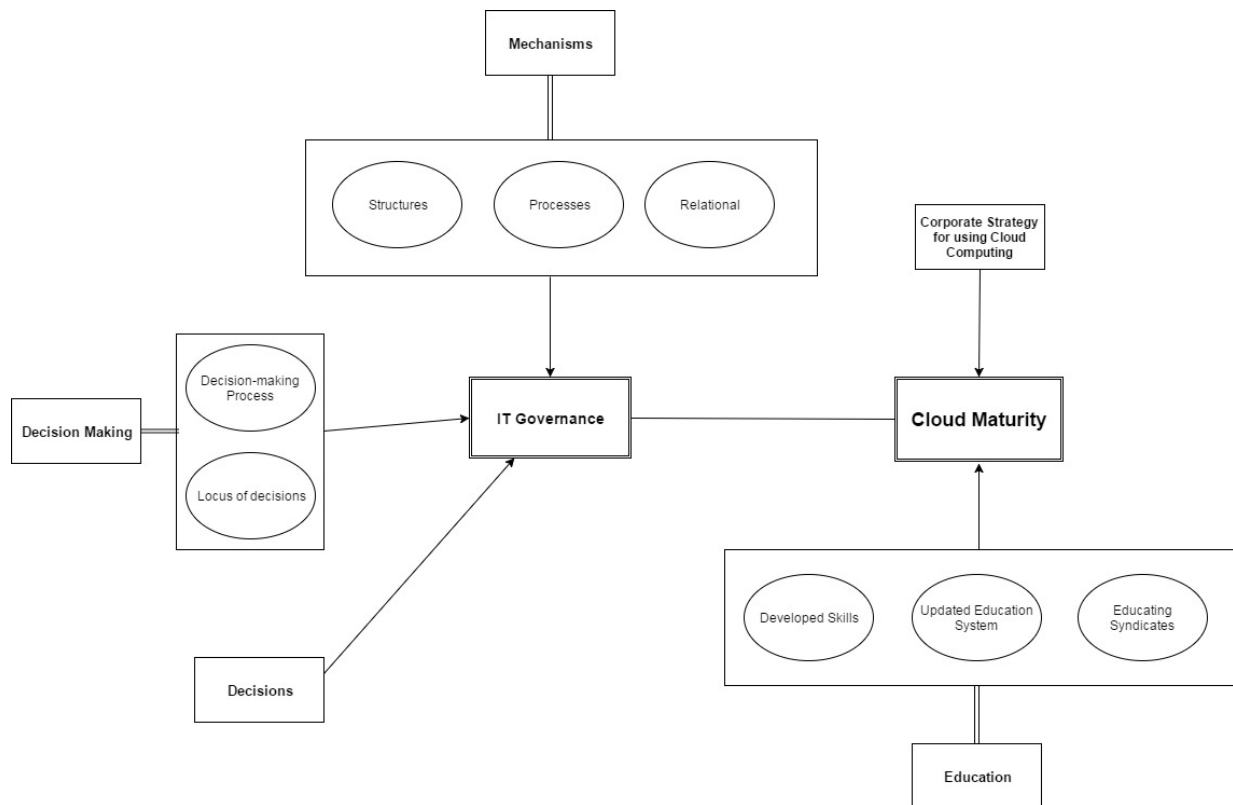 Mechanisms
Structures
Processes
Relational
Corporate Strategy
for using Cloud
Computing
Decision-making
Process
Decision Making
IT Governance
Cloud Maturity
Locus of decisions
Developed Skills
Updated Education
System
Educating
Syndicates
Decisions
Education